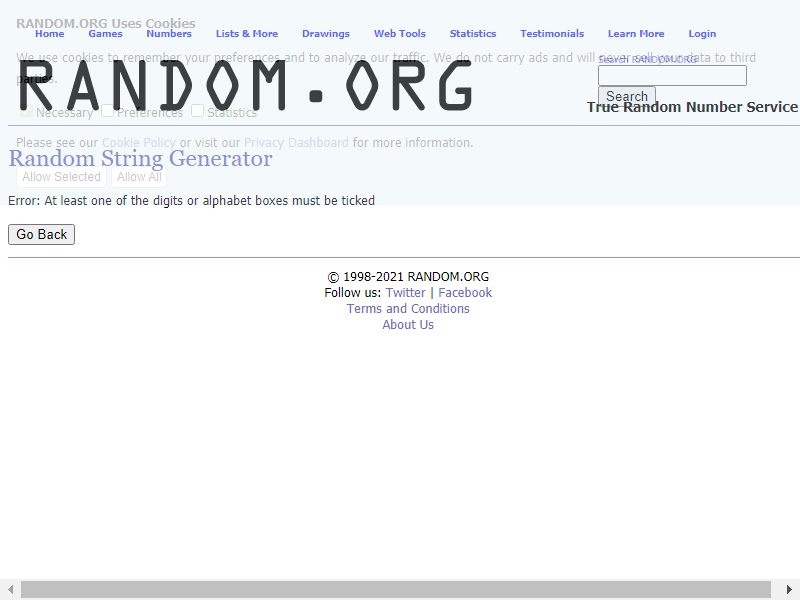 RANDOM.ORG Uses Cookies
Home Games Numbers Lists & More Drawings Web Tools Statistics Testimonials Learn More Login
We use cookies to remember your preferences and to analyze our traffic. We do not carry ads and will never sell your data to third
parties.
Search RANDOM.ORG
RANDOM.ORG
Search
True Random Number Service
Necessary Preferences Statistics
Please see our Cookie Policy or visit our Privacy Dashboard for more information.
Random String Generator
Allow Selected Allow All
Error: At least one of the digits or alphabet boxes must be ticked
Go Back
© 1998-2021 RANDOM.ORG
Follow us: Twitter | Facebook
Terms and Conditions
About Us